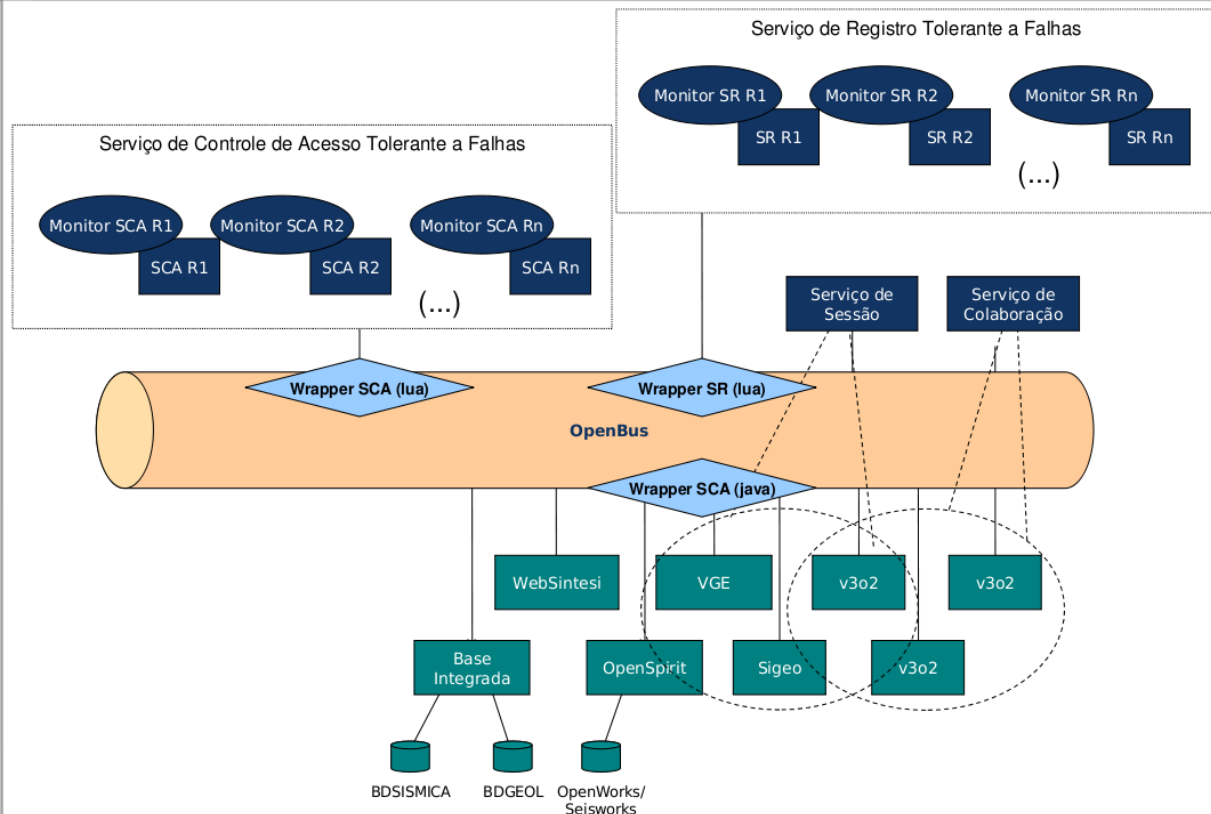 Serviço de Registro Tolerante a Falhas
Monitor SR R1
Monitor SR R2
Monitor SR Rn
SR R1
SR R2
SR Rn
(...)
Serviço de Controle de Acesso Tolerante a Falhas
Monitor SCA R1
Monitor SCA R2
Monitor SCA Rn
SCA R1
SCA R2
SCA Rn
(...)
Serviço de
Sessão
Serviço de
Colaboração
Wrapper SCA (lua)
Wrapper SR (lua)
OpenBus
Wrapper SCA (java)
WebSintesi
VGE
v3o2
v3o2
Base
Integrada
OpenSpirit
Sigeo
v3o2
BDSISMICA
BDGEOL
OpenWorks/
Seisworks